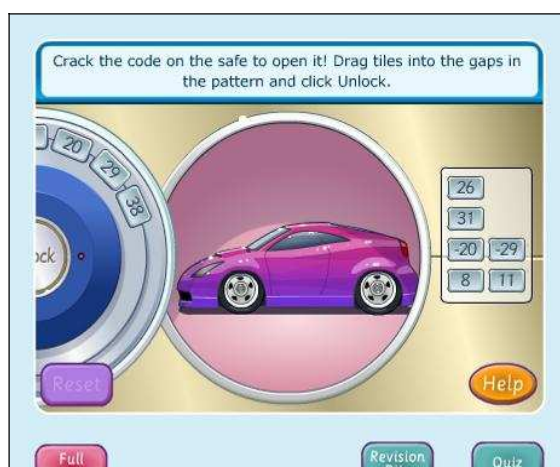 Crack the code on the safe to open it! Drag tiles into the gaps in
the pattern and click Unlock.
20
29
38
ock
26
31
-20 -29
8 11
Reset
Help
Full
Revision
Quiz